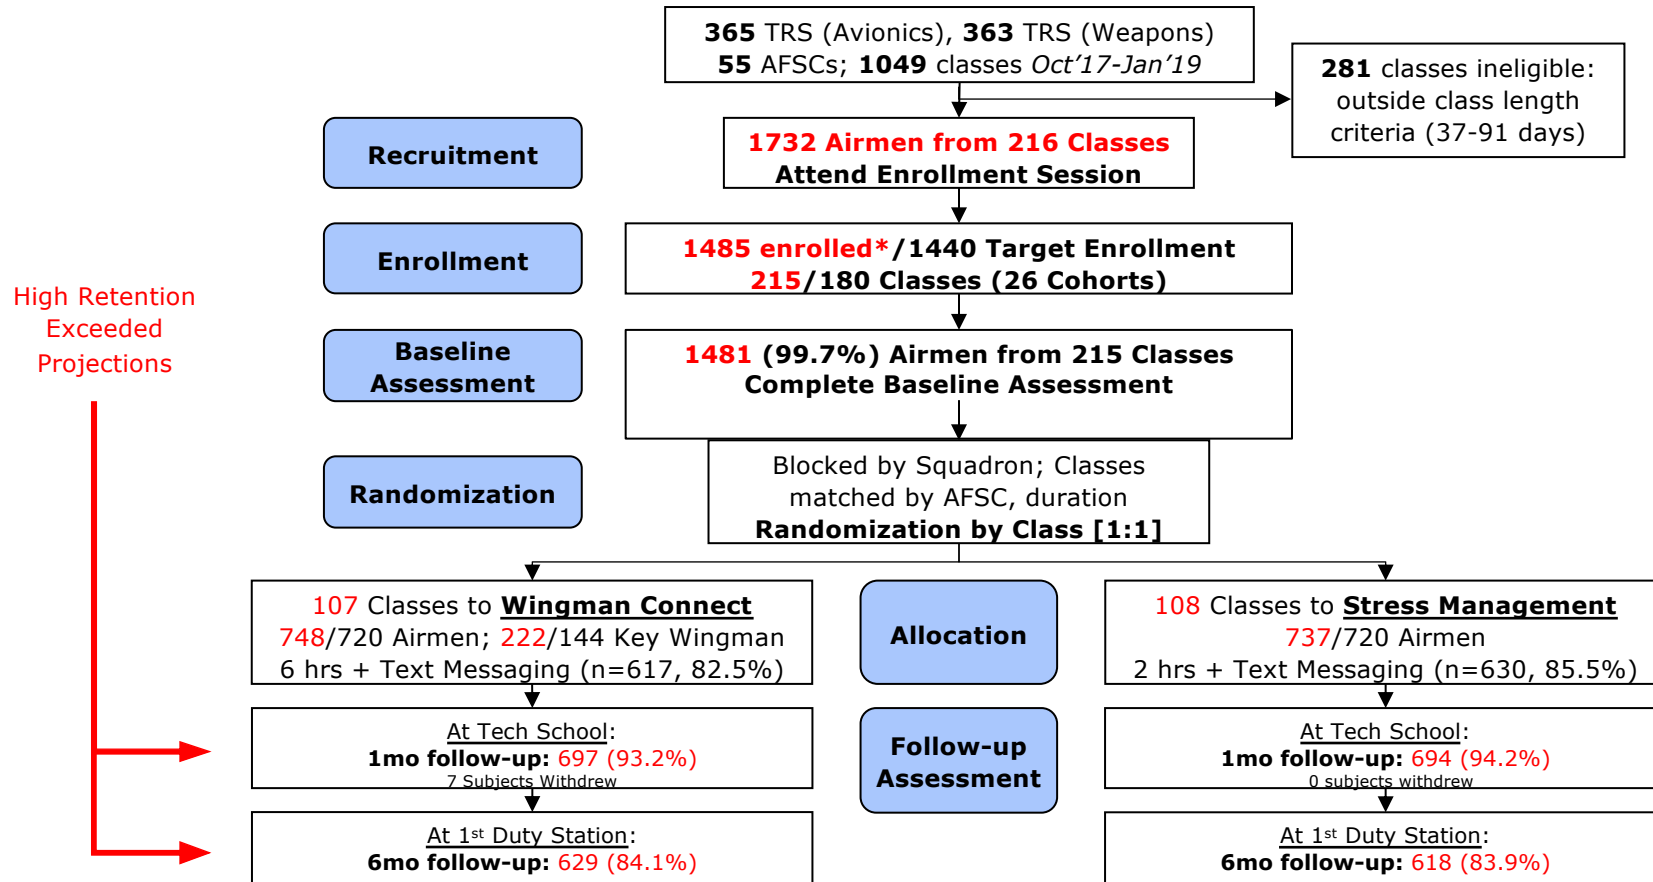 365 TRS (Avionics), 363 TRS (Weapons)
55 AFSCs; 1049 classes Oct'17-Jan'19
281 classes ineligible:
outside class length
criteria (37-91 days)
Recruitment
1732 Airmen from 216 Classes
Attend Enrollment Session
Enrollment
1485 enrolled*/1440 Target Enrollment
215/180 Classes (26 Cohorts)
High Retention
Exceeded
Projections
Baseline
Assessment
1481 (99.7%) Airmen from 215 Classes
Complete Baseline Assessment
Randomization
Blocked by Squadron; Classes
matched by AFSC, duration
Randomization by Class [1:1]
107 Classes to Wingman Connect
748/720 Airmen; 222/144 Key Wingman
6 hrs + Text Messaging (n=617, 82.5%)
Allocation
108 Classes to Stress Management
737/720 Airmen
2 hrs + Text Messaging (n=630, 85.5%)
At Tech School:
1mo follow-up: 697 (93.2%)
7 Subjects Withdrew
Follow-up
Assessment
At Tech School:
1mo follow-up: 694 (94.2%)
0 subjects withdrew
At 1st Duty Station:
6mo follow-up: 629 (84.1%)
At 1st Duty Station:
6mo follow-up: 618 (83.9%)